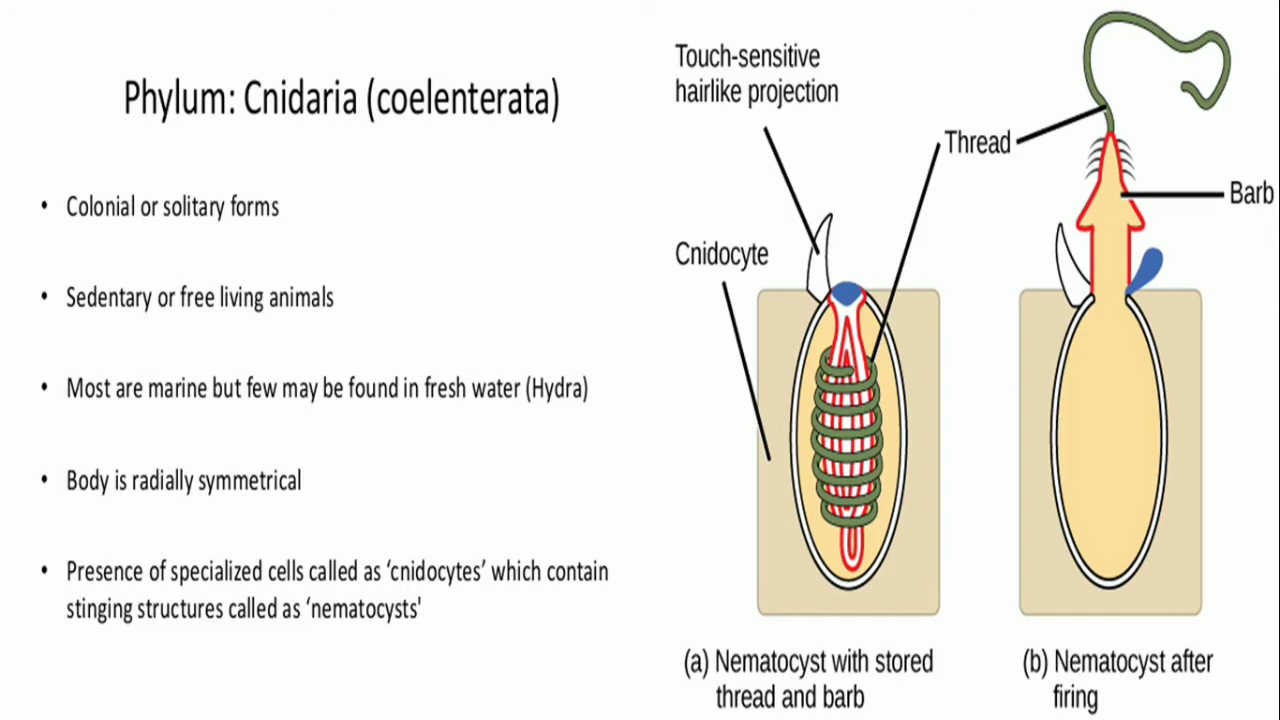 Phylum: Cnidaria (coelenterata)
• Colonial or solitary forms
• Sedentary or free living animals
• Most are marine but few may be found in fresh water (Hydra)
• Body is radially symmetrical
• Presence of specialized cells called as ‘cnidocytes’ which contain
stinging structures called as ‘nematocysts'
Touch-sensitive
hairlike projection
Thread
Barb
Cnidocyte
(a) Nematocyst with stored
thread and barb
(b) Nematocyst after
firing